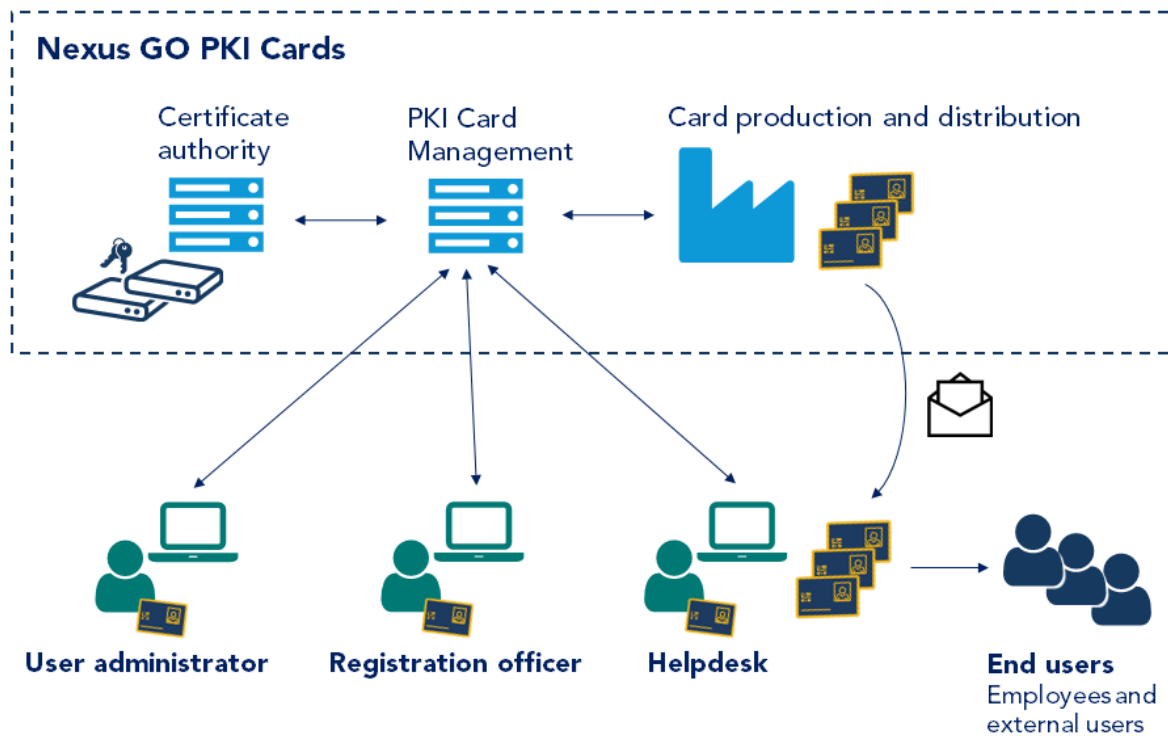 Nexus GO PKI Cards
Certificate
authority
PKI Card
Management
Card production and distribution
User administrator
Registration officer
Helpdesk
End users
Employees and
external users